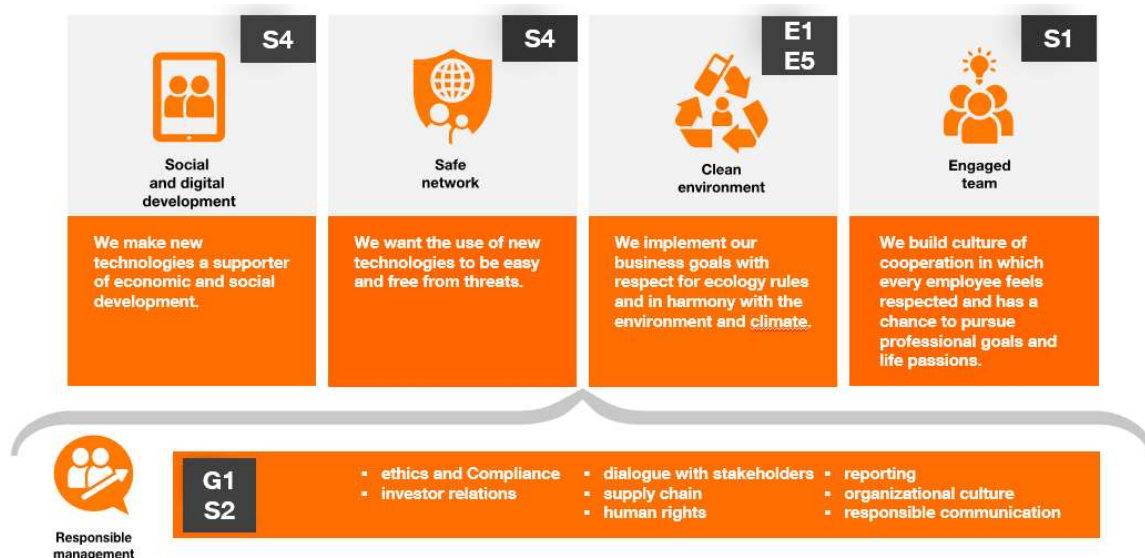 S4
Social
and digital
development
We make new
technologies a supporter
of economic and social
development.
S4
Safe
network
We want the use of new
technologies to be easy
and free from threats.
E1
E5
Clean
environment
We implement our
business goals with
respect for ecology rules
and in harmony with the
environment and climate.
S1
Engaged
team
We build culture of
cooperation in which
every employee feels
respected and has a
chance to pursue
professional goals and
life passions.
Responsible
management
G1
S2
▪ ethics and Compliance
▪ investor relations
▪ dialogue with stakeholders
▪ supply chain
▪ human rights
▪ reporting
▪ organizational culture
▪ responsible communication